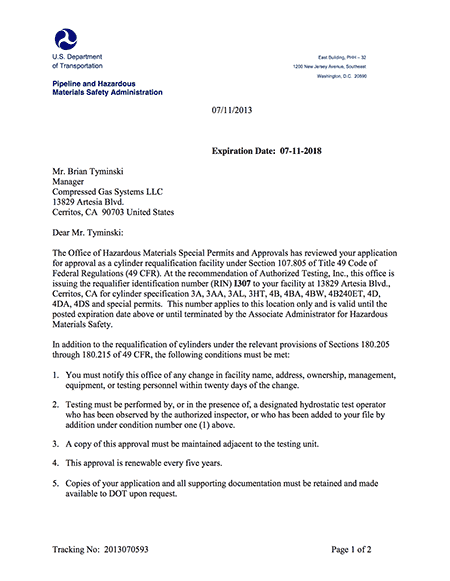 U.S. Department
of Transportation
East Building, PHH – 32
1200 New Jersey Avenue, Southeast
Washington, D.C. 20590
Pipeline and Hazardous
Materials Safety Administration
07/11/2013
Expiration Date: 07-11-2018
Mr. Brian Tyminski
Manager
Compressed Gas Systems LLC
13829 Artesia Blvd.
Cerritos, CA 90703 United States
Dear Mr. Tyminski:
The Office of Hazardous Materials Special Permits and Approvals has reviewed your application
for approval as a cylinder requalification facility under Section 107.805 of Title 49 Code of
Federal Regulations (49 CFR). At the recommendation of Authorized Testing, Inc., this office is
issuing the requalifier identification number (RIN) I307 to your facility at 13829 Artesia Blvd.,
Cerritos, CA for cylinder specification 3A, 3AA, 3AL, 3HT, 4B, 4BA, 4BW, 4B240ET, 4D,
4DA, 4DS and special permits. This number applies to this location only and is valid until the
posted expiration date above or until terminated by the Associate Administrator for Hazardous
Materials Safety.
In addition to the requalification of cylinders under the relevant provisions of Sections 180.205
through 180.215 of 49 CFR, the following conditions must be met:
1. You must notify this office of any change in facility name, address, ownership, management,
equipment, or testing personnel within twenty days of the change.
2. Testing must be performed by, or in the presence of, a designated hydrostatic test operator
who has been observed by the authorized inspector, or who has been added to your file by
addition under condition number one (1) above.
3. A copy of this approval must be maintained adjacent to the testing unit.
4. This approval is renewable every five years.
5. Copies of your application and all supporting documentation must be retained and made
available to DOT upon request.
Tracking No: 2013070593
Page 1 of 2